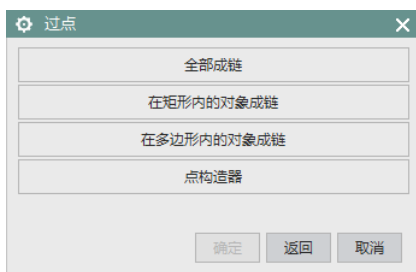 过点
全部成链
在矩形内的对象成链
在多边形内的对象成链
点构造器
确定 返回 取消